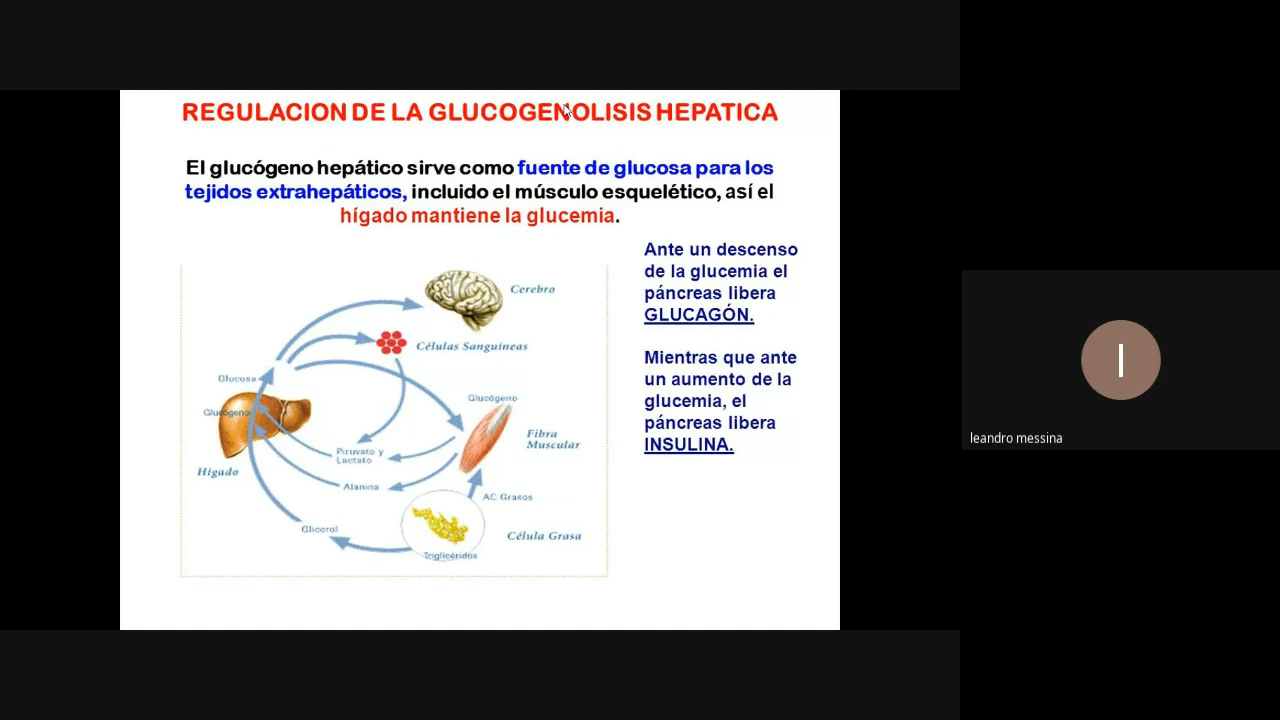 REGULACION DE LA GLUCOGENOLISIS HEPATICA
El glucógeno hepático sirve como fuente de glucosa para los
tejidos extrahepáticos, incluido el músculo esquelético, así el
hígado mantiene la glucemia.
Ante un descenso
de la glucemia el
páncreas libera
GLUCAGÓN.
Mientras que ante
un aumento de la
glucemia, el
páncreas libera
INSULINA.
Cerebro
Células Sanguíneas
Glucosa
Glucógeno
Glucógeno
Fibra
Muscular
Piruvato y
Lactato
Hígado
Alanina
AC Grasos
Glicerol
Célula Grasa
Triglicéridos
l
leandro messina